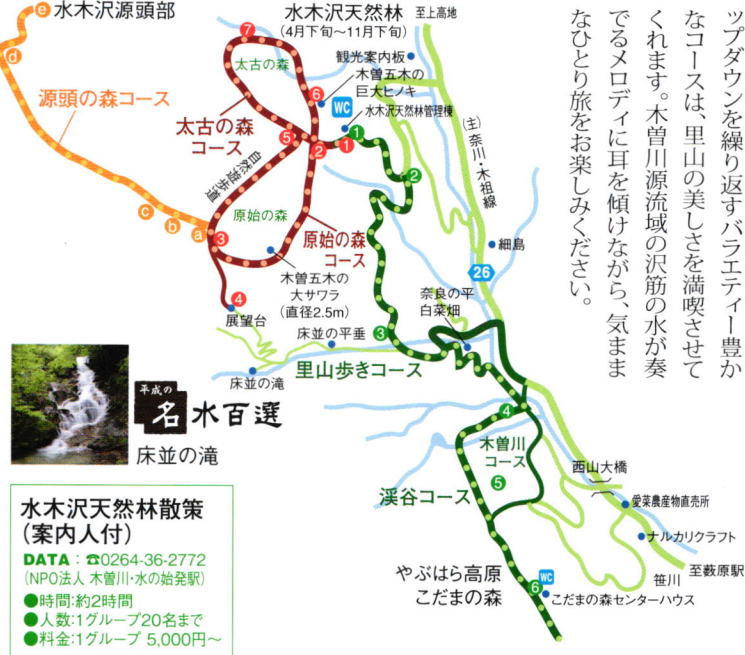 ップダウンを繰り返すバラエティー豊か
なコースは、里山の美しさを満喫させて
くれます。木曽川源流域の沢筋の水が奏
でるメロディに耳を傾けながら、気まま
なひとり旅をお楽しみください。
e 水木沢源頭部
d
源頭の森コース
c
b
a
水木沢天然林
(4月下旬〜11月下旬)
至上高地
7
太古の森
観光案内板
木曽五木の
巨大ヒノキ
6
WC
水木沢天然林管理棟
太古の森
コース
5
2
1
1
2
自然遊歩道
(主)奈川・木祖線
原始の森
原始の森
コース
3
木曽五木の
大サワラ
(直径2.5m)
4
展望台
細島
26
奈良の平
白菜畑
床並の平垂
3
床並の滝
里山歩きコース
平成の
名水百選
床並の滝
4
木曽川
コース
5
渓谷コース
西山大橋
愛菜農産物直売所
ナルカリクラフト
至藪原駅
笹川
やぶはら高原
こだまの森
WC
6
こだまの森センターハウス
水木沢天然林散策
(案内人付)
DATA：☎0264-36-2772
(NPO法人 木曽川・水の始発駅)
●時間:約2時間
●人数:1グループ20名まで
●料金:1グループ 5,000円〜